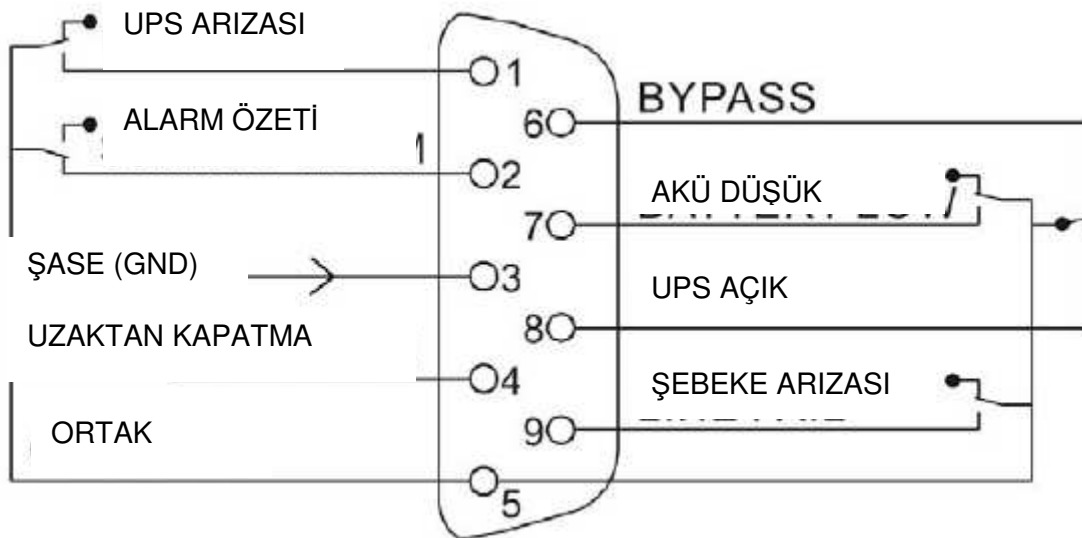 UPS ARIZASI
1
BYPASS
6
ALARM ÖZETİ
2
AKÜ DÜŞÜK
7
ŞASE (GND)
3
UPS AÇIK
8
UZAKTAN KAPATMA
4
ŞEBEKE ARIZASI
9
ORTAK
5